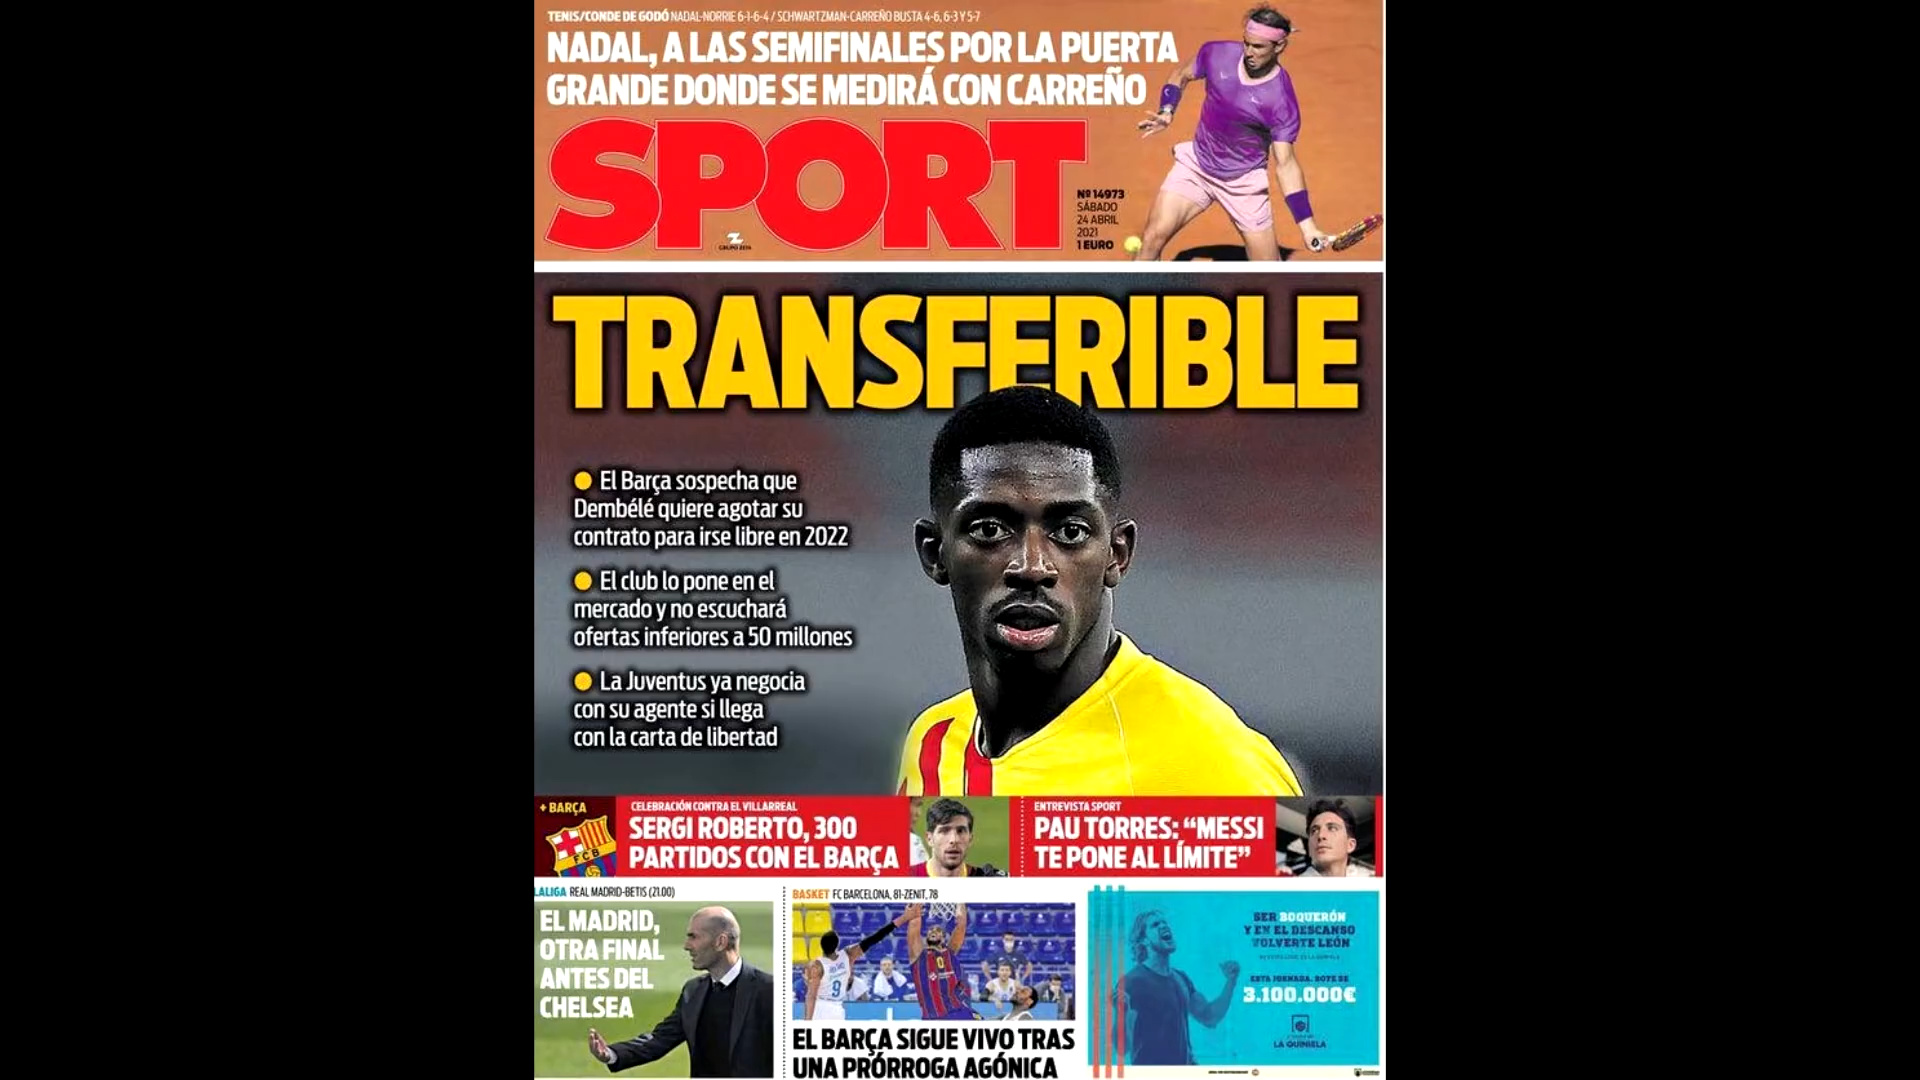 TENIS/CONDE DE GODÓ NADAL-NORRIE 6-1-6-4 / SCHWARTZMAN-CARREÑO BUSTA 4-6, 6-3 Y 5-7
NADAL, A LAS SEMIFINALES POR LA PUERTA
GRANDE DONDE SE MEDIRÁ CON CARREÑO
SPORT
GRUPO ZETA
Nº 14973
SÁBADO
24 ABRIL
2021
1 EURO
TRANSFERIBLE
El Barça sospecha que
Dembélé quiere agotar su
contrato para irse libre en 2022
El club lo pone en el
mercado y no escuchará
ofertas inferiores a 50 millones
La Juventus ya negocia
con su agente si llega
con la carta de libertad
+ BARÇA
FCB
CELEBRACIÓN CONTRA EL VILLARREAL
SERGI ROBERTO, 300
PARTIDOS CON EL BARÇA
ENTREVISTA SPORT
PAU TORRES: “MESSI
TE PONE AL LÍMITE”
LALIGA REAL MADRID-BETIS (21.00)
EL MADRID,
OTRA FINAL
ANTES DEL
CHELSEA
BASKET FC BARCELONA, 81-ZENIT, 78
9
0
EL BARÇA SIGUE VIVO TRAS
UNA PRÓRROGA AGÓNICA
SER BOQUERÓN
Y EN EL DESCANSO
VOLVERTE LEÓN
ESTA JORNADA, BOTE DE
3.100.000€
LA QUINIELA